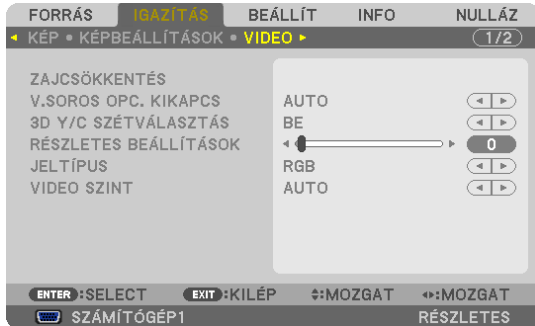 FORRÁS IGAZÍTÁS BEÁLLÍT INFO NULLÁZ
KÉP • KÉPBEÁLLÍTÁSOK • VIDEO 1/2
ZAJCSÖKKENTÉS
V.SOROS OPC. KIKAPCS AUTO
3D Y/C SZÉTVÁLASZTÁS BE
RÉSZLETES BEÁLLÍTÁSOK 0
JELTÍPUS RGB
VIDEO SZINT AUTO
ENTER:SELECT EXIT:KILÉP :MOZGAT :MOZGAT
SZÁMÍTÓGÉP1 RÉSZLETES